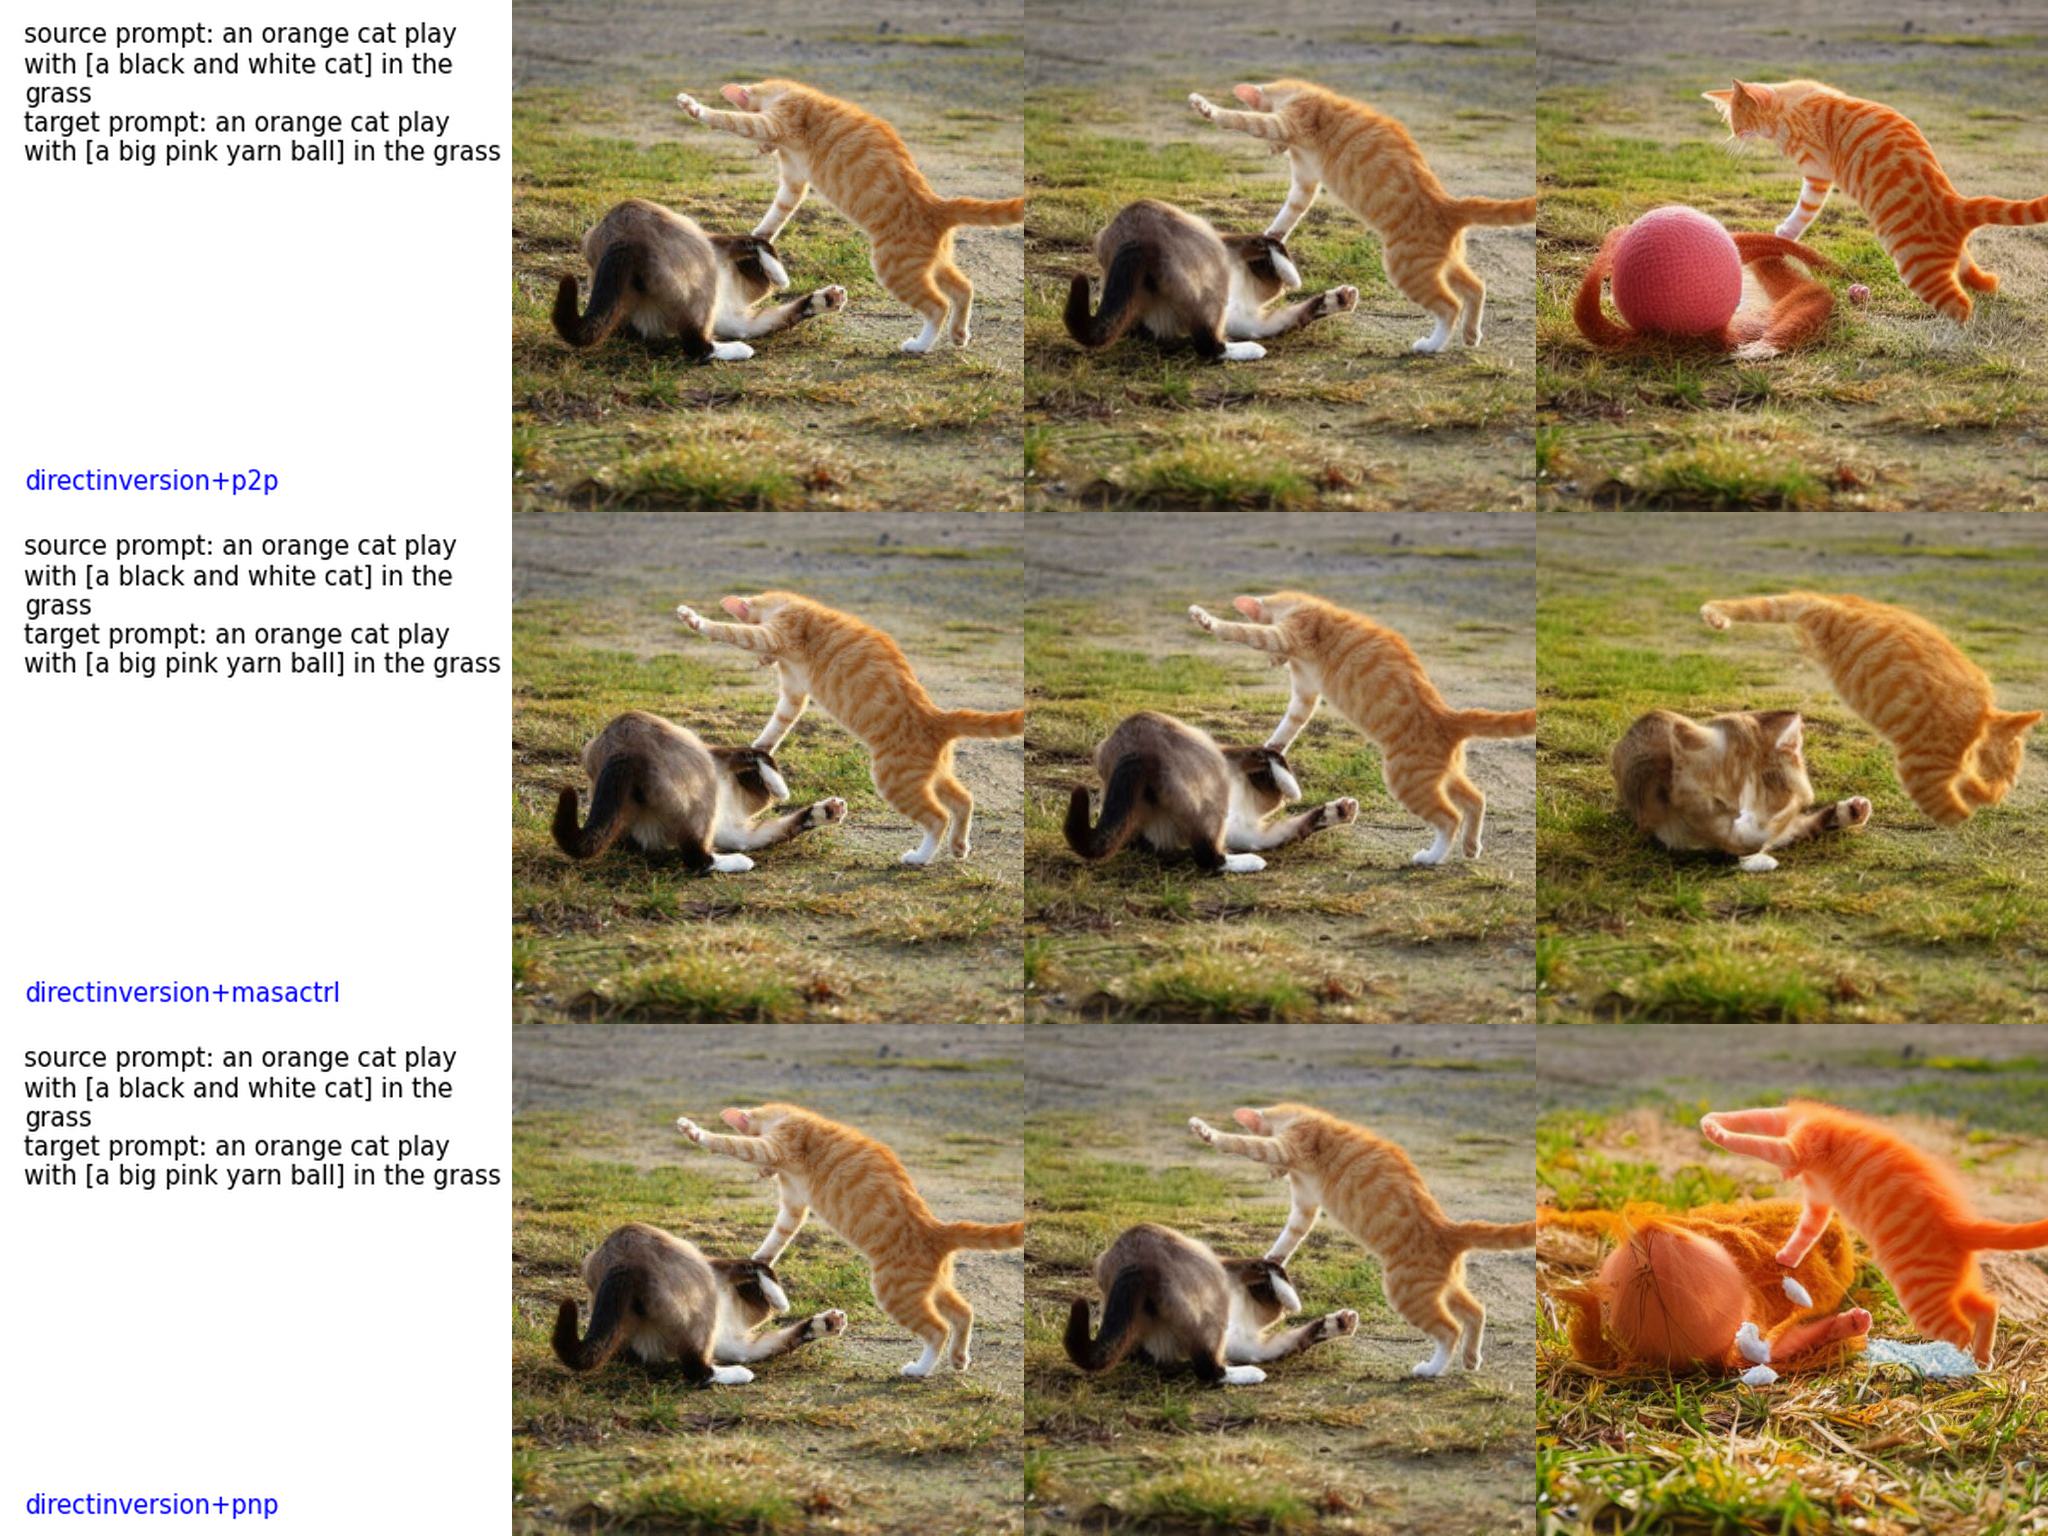 source prompt: an orange cat play
with [a black and white cat] in the
grass
target prompt: an orange cat play
with [a big pink yarn ball] in the grass
directinversion+p2p
source prompt: an orange cat play
with [a black and white cat] in the
grass
target prompt: an orange cat play
with [a big pink yarn ball] in the grass
directinversion+masactrl
source prompt: an orange cat play
with [a black and white cat] in the
grass
target prompt: an orange cat play
with [a big pink yarn ball] in the grass
directinversion+pnp